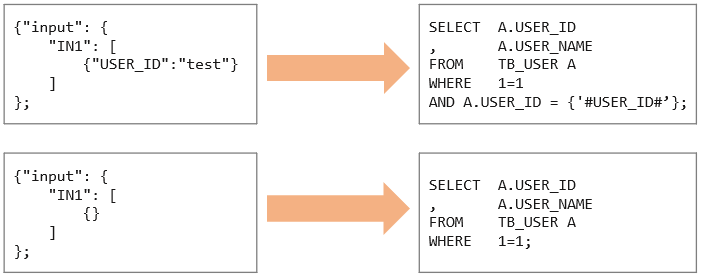 {"input": {
    "IN1": [
        {"USER_ID":"test"}
    ]
};
SELECT  A.USER_ID
,       A.USER_NAME
FROM    TB_USER A
WHERE   1=1
AND A.USER_ID = {'#USER_ID#’};
{"input": {
    "IN1": [
        {}
    ]
};
SELECT  A.USER_ID
,       A.USER_NAME
FROM    TB_USER A
WHERE   1=1;